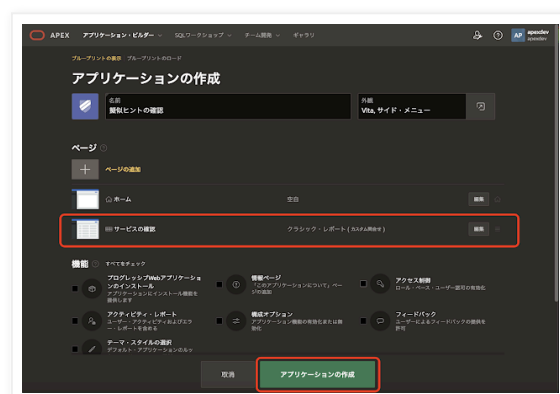 APEX アプリケーション・ビルダー SQLワークショップ チーム開発 ギャラリ AP apexdev
apexdev
ブループリントの表示 ブループリントのロード
アプリケーションの作成
名前 外観
擬似ヒントの確認 Vita, サイド・メニュー
ページ
ページの追加
ホーム 空白 編集
サービスの確認 クラシック・レポート (カスタム問合せ) 編集
機能 すべてをチェック
プログレッシブWebアプリケーションのインストール
アプリケーションにインストール機能を提供します
情報ページ
「このアプリケーションについて」ページの追加
アクセス制御
ロール・ベース・ユーザー認可の有効化
アクティビティ・レポート
ユーザー・アクティビティおよびエラー・レポートを含める
構成オプション
アプリケーション機能の有効化または無効化
フィードバック
ユーザーによるフィードバックの提供を許可
テーマ・スタイルの選択
デフォルト・アプリケーションのルッ
取消 アプリケーションの作成